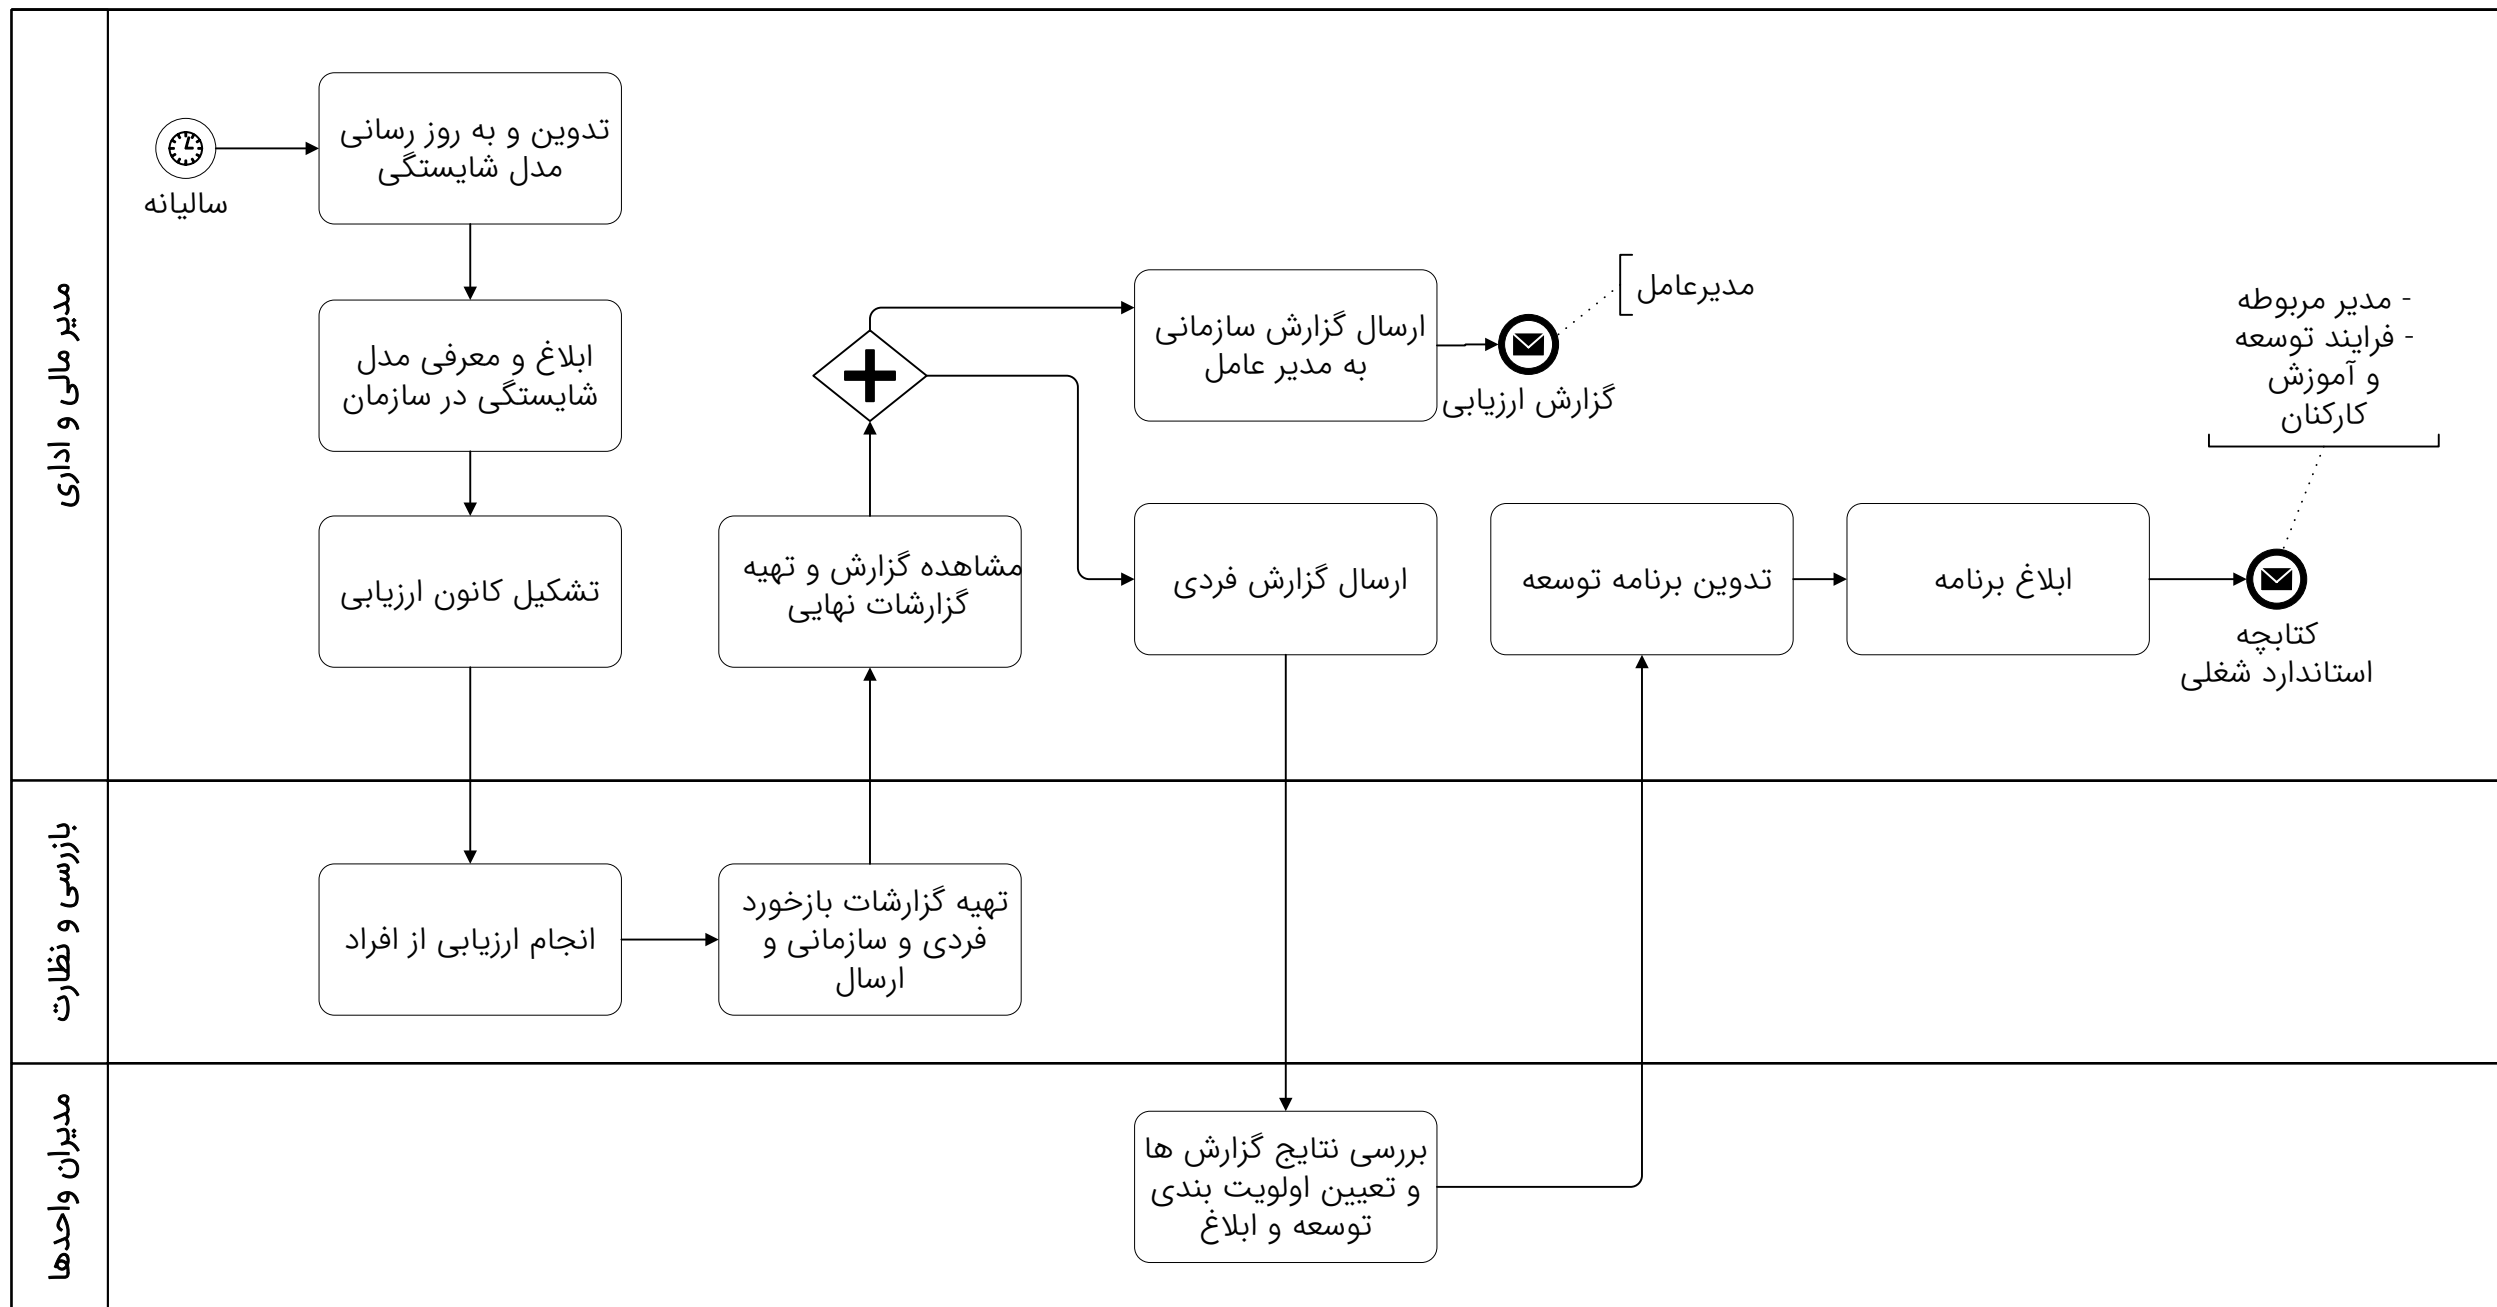 مدیر مالی و اداری
سالیانه
تدوین و به روز رسانی
مدل شایستگی
ابلاغ و معرفی مدل
شایستگی در سازمان
تشکیل کانون ارزیابی
مشاهده گزارش و تهیه
گزارشات نهایی
ارسال گزارش سازمانی
به مدیر عامل
گزارش ارزیابی
مدیرعامل
ارسال گزارش فردی
تدوین برنامه توسعه
ابلاغ برنامه
- مدیر مربوطه
- فرایند توسعه
و آموزش
کارکنان
کتابچه
استاندارد شغلی
بازرسی و نظارت
انجام ارزیابی از افراد
تهیه گزارشات بازخورد
فردی و سازمانی و
ارسال
مدیران واحدها
بررسی نتایج گزارش ها
و تعیین اولویت بندی
توسعه و ابلاغ